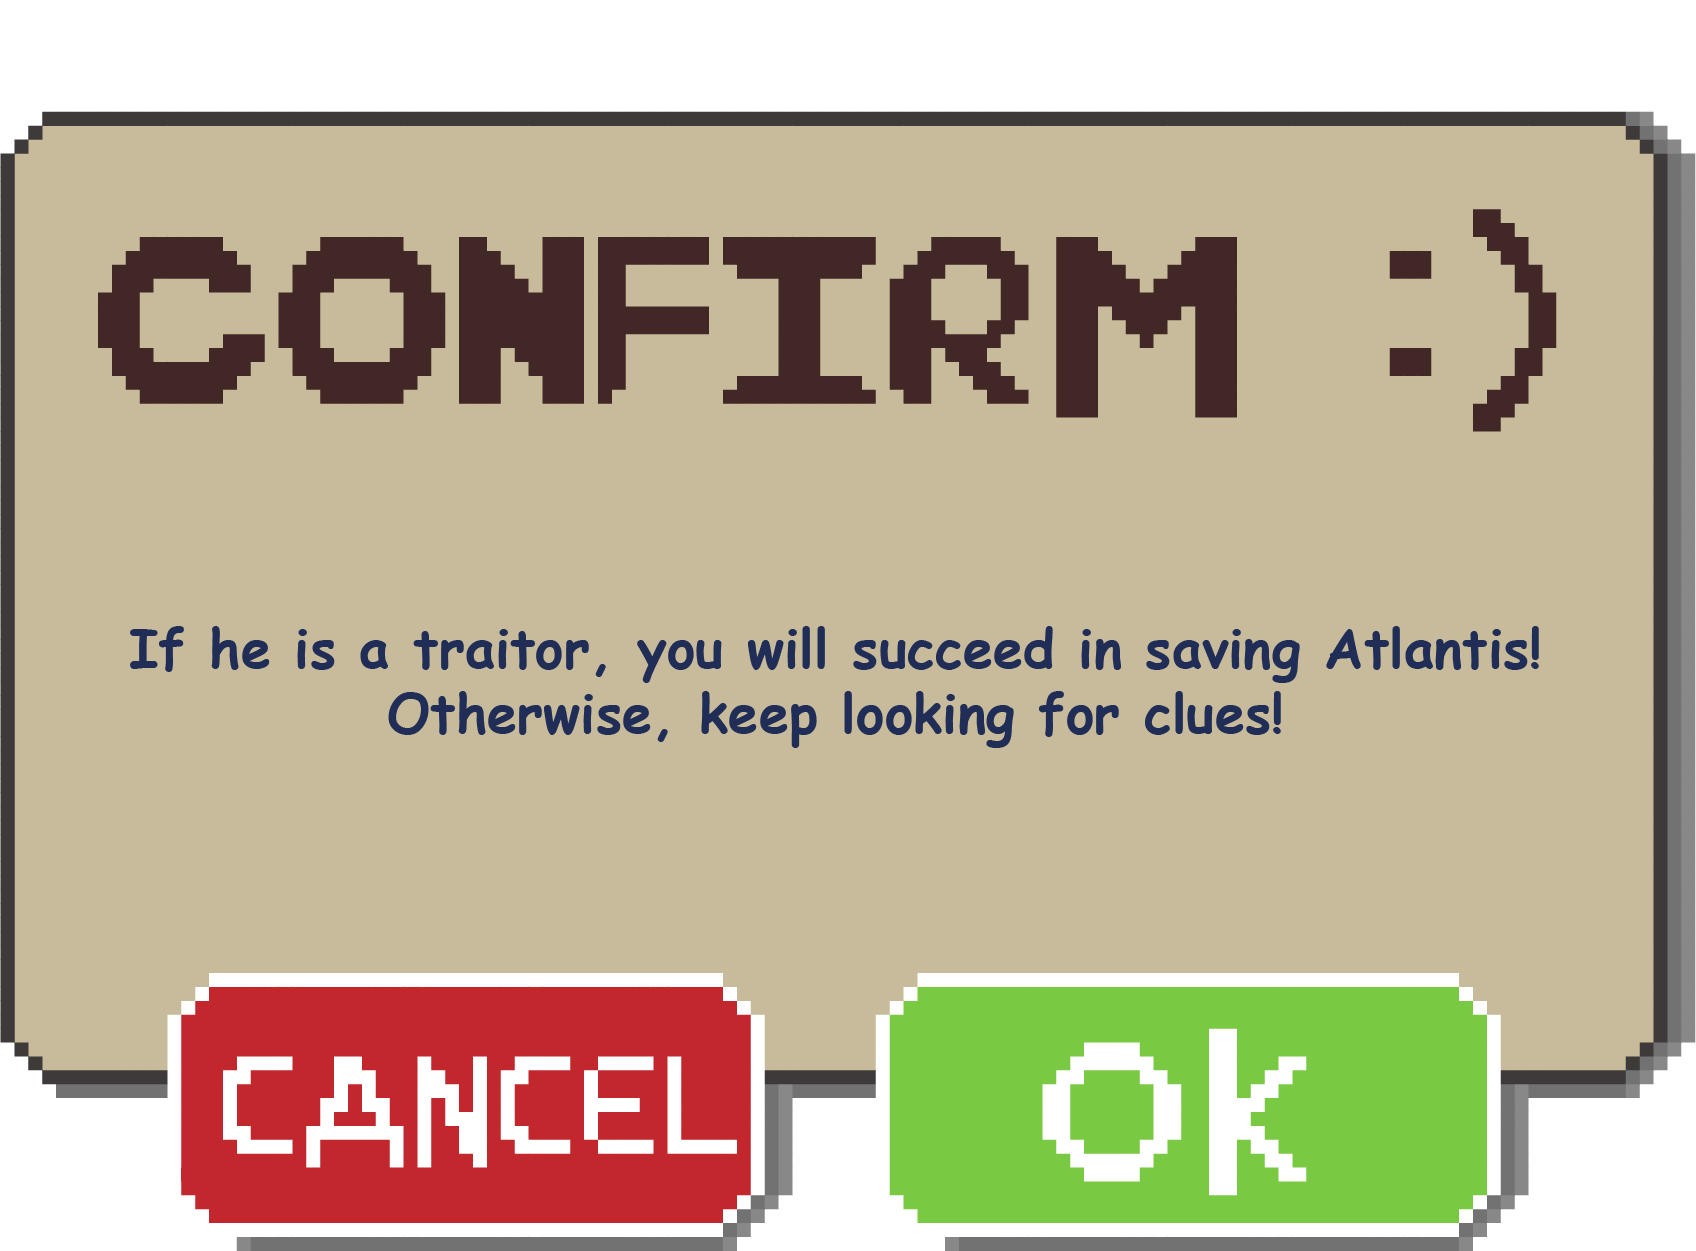 CONFIRM :)
If he is a traitor, you will succeed in saving Atlantis!
Otherwise, keep looking for clues!
CANCEL OK